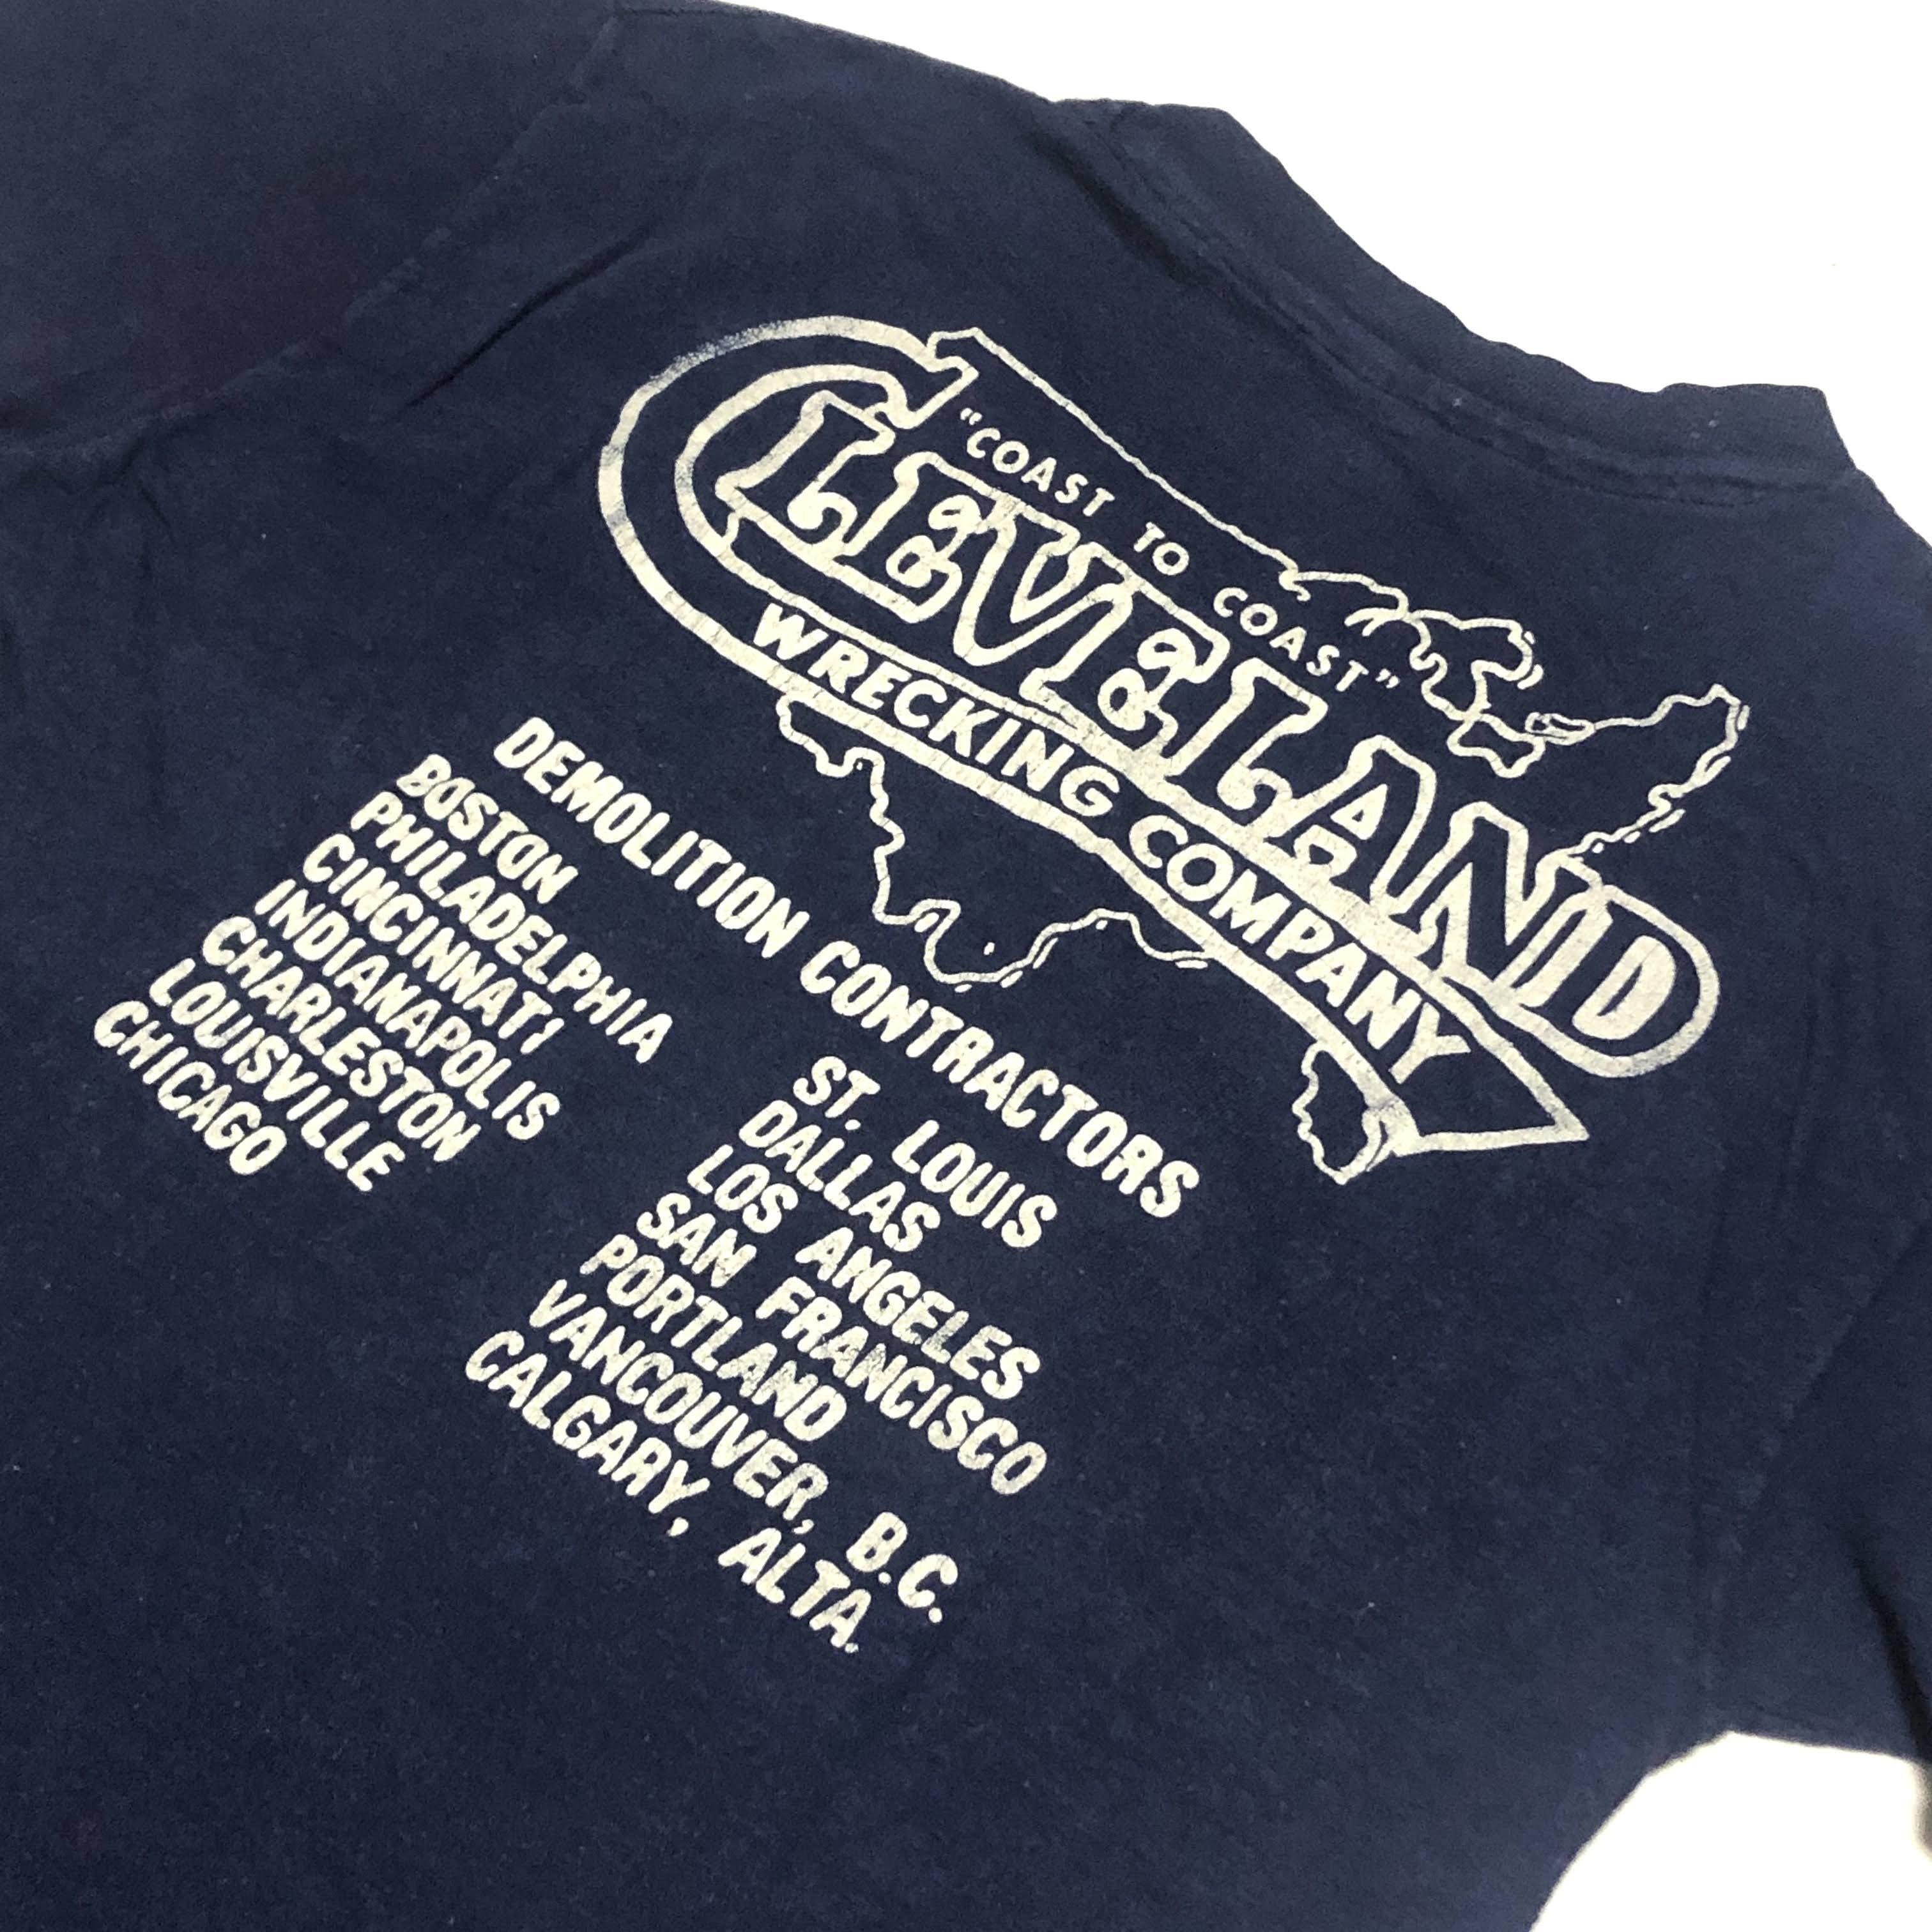 "COAST TO COAST"
CLEVELAND
WRECKING COMPANY
DEMOLITION CONTRACTORS
BOSTON
PHILADELPHIA
CINCINNATI
INDIANAPOLIS
CHARLESTON
LOUISVILLE
CHICAGO
ST. LOUIS
DALLAS
LOS ANGELES
SAN FRANCISCO
PORTLAND
VANCOUVER, B.C.
CALGARY, ALTA.